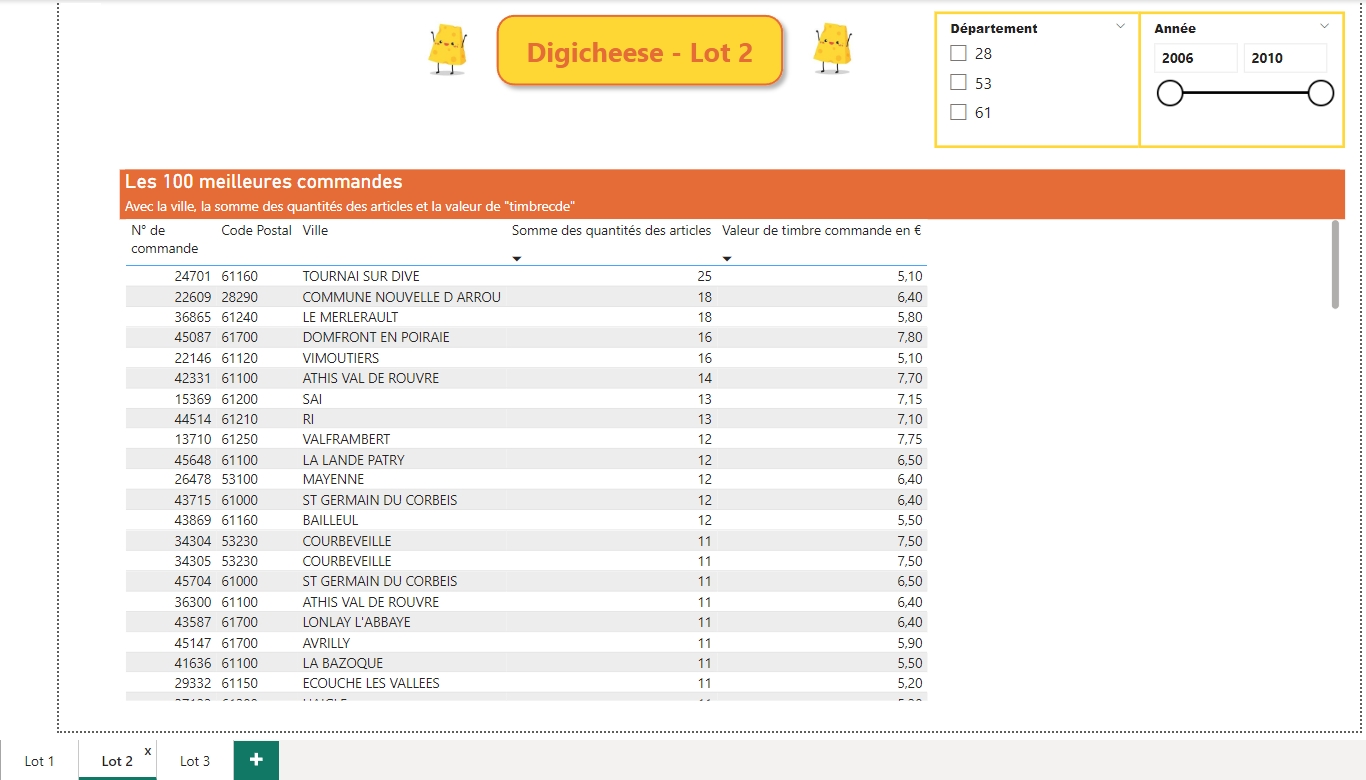 Digicheese - Lot 2
Département
28
53
61
Année
2006 2010
Les 100 meilleures commandes
Avec la ville, la somme des quantités des articles et la valeur de "timbrecde"
N° de commande Code Postal Ville Somme des quantités des articles Valeur de timbre commande en €
24701 61160 TOURNAI SUR DIVE 25 5,10
22609 28290 COMMUNE NOUVELLE D ARROU 18 6,40
36865 61240 LE MERLERAULT 18 5,80
45087 61700 DOMFRONT EN POIRAIE 16 7,80
22146 61120 VIMOUTIERS 16 5,10
42331 61100 ATHIS VAL DE ROUVRE 14 7,70
15369 61200 SAI 13 7,15
44514 61210 RI 13 7,10
13710 61250 VALFRAMBERT 12 7,75
45648 61100 LA LANDE PATRY 12 6,50
26478 53100 MAYENNE 12 6,40
43715 61000 ST GERMAIN DU CORBEIS 12 6,40
43869 61160 BAILLEUL 12 5,50
34304 53230 COURBEVEILLE 11 7,50
34305 53230 COURBEVEILLE 11 7,50
45704 61000 ST GERMAIN DU CORBEIS 11 6,50
36300 61100 ATHIS VAL DE ROUVRE 11 6,40
43587 61700 LONLAY L'ABBAYE 11 6,40
45147 61700 AVRILLY 11 5,90
41636 61100 LA BAZOQUE 11 5,50
29332 61150 ECOUCHE LES VALLEES 11 5,20
Lot 1 Lot 2 x Lot 3 +